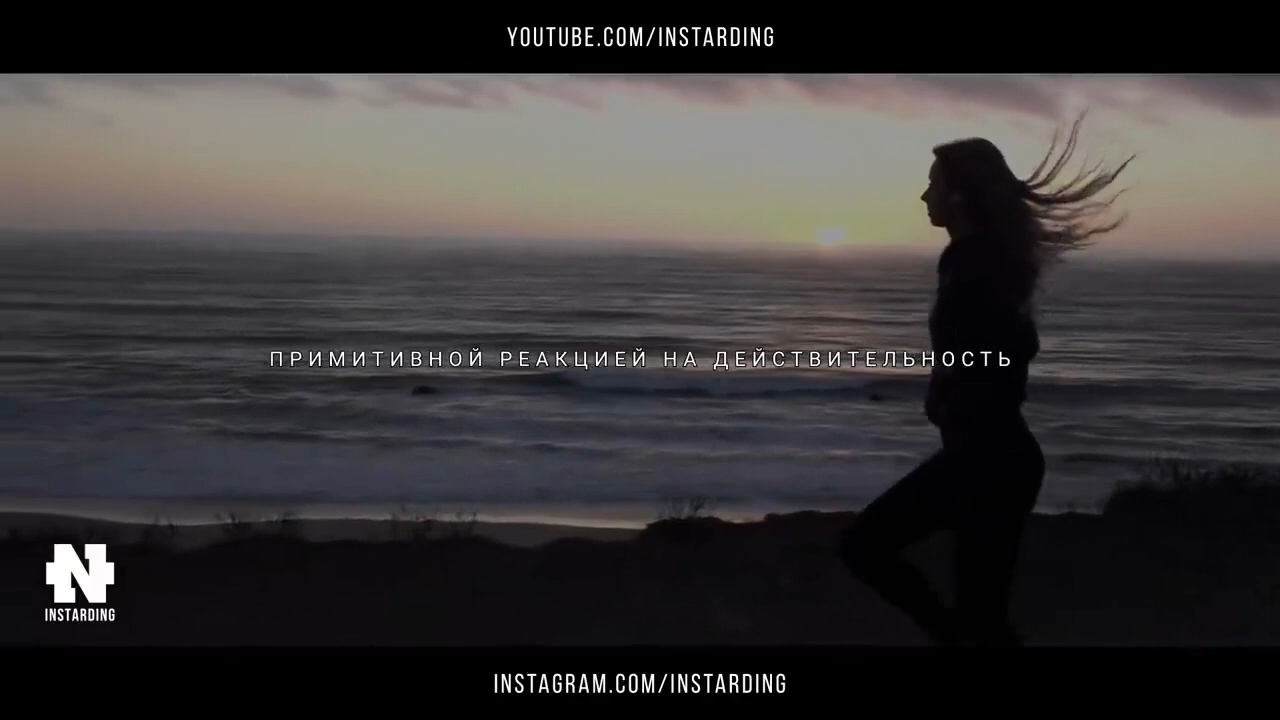 YOUTUBE.COM/INSTARDING
ПРИМИТИВНОЙ РЕАКЦИЕЙ НА ДЕЙСТВИТЕЛЬНОСТЬ
N
INSTARDING
INSTAGRAM.COM/INSTARDING